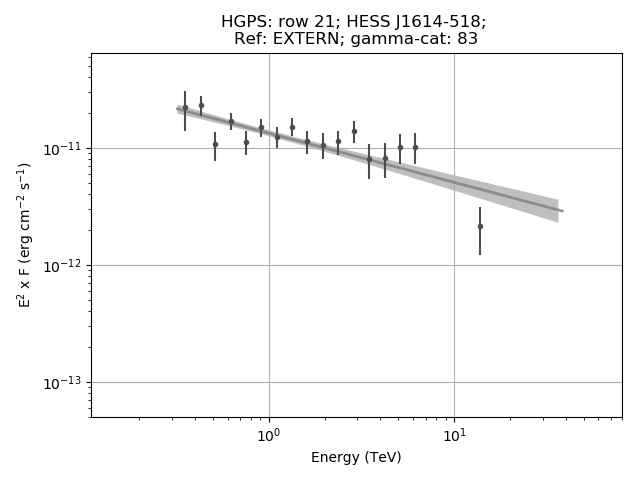 HGPS: row 21; HESS J1614-518;
Ref: EXTERN; gamma-cat: 83
E² x F (erg cm⁻² s⁻¹)
10⁻¹¹
10⁻¹²
10⁻¹³
10⁰
10¹
Energy (TeV)